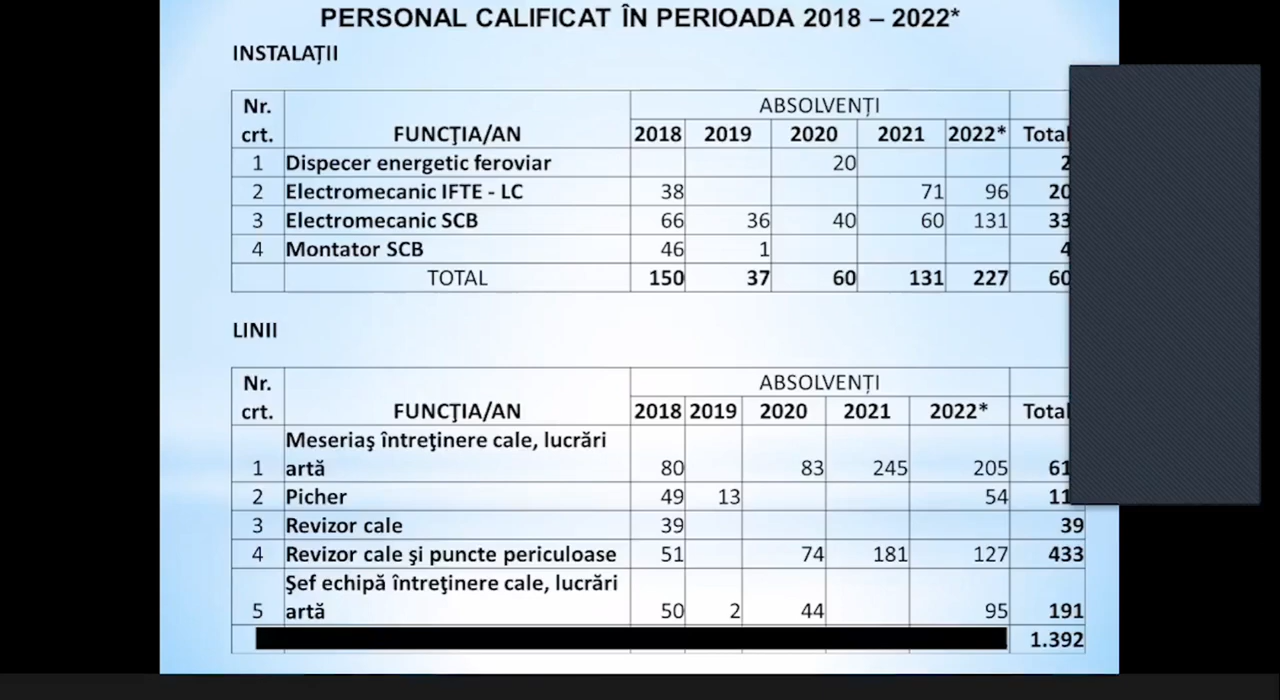 PERSONAL CALIFICAT ÎN PERIOADA 2018 – 2022*
INSTALAȚII
Nr. crt. FUNCŢIA/AN ABSOLVENȚI
2018 2019 2020 2021 2022* Total
1 Dispecer energetic feroviar 20
2 Electromecanic IFTE - LC 38 71 96
3 Electromecanic SCB 66 36 40 60 131
4 Montator SCB 46 1
TOTAL 150 37 60 131 227
LINII
Nr. crt. FUNCŢIA/AN ABSOLVENȚI
2018 2019 2020 2021 2022* Total
Meseriaş întreţinere cale, lucrări
1 artă 80 83 245 205
2 Picher 49 13 54
3 Revizor cale 39 39
4 Revizor cale şi puncte periculoase 51 74 181 127 433
Şef echipă întreţinere cale, lucrări
5 artă 50 2 44 95 191
1.392